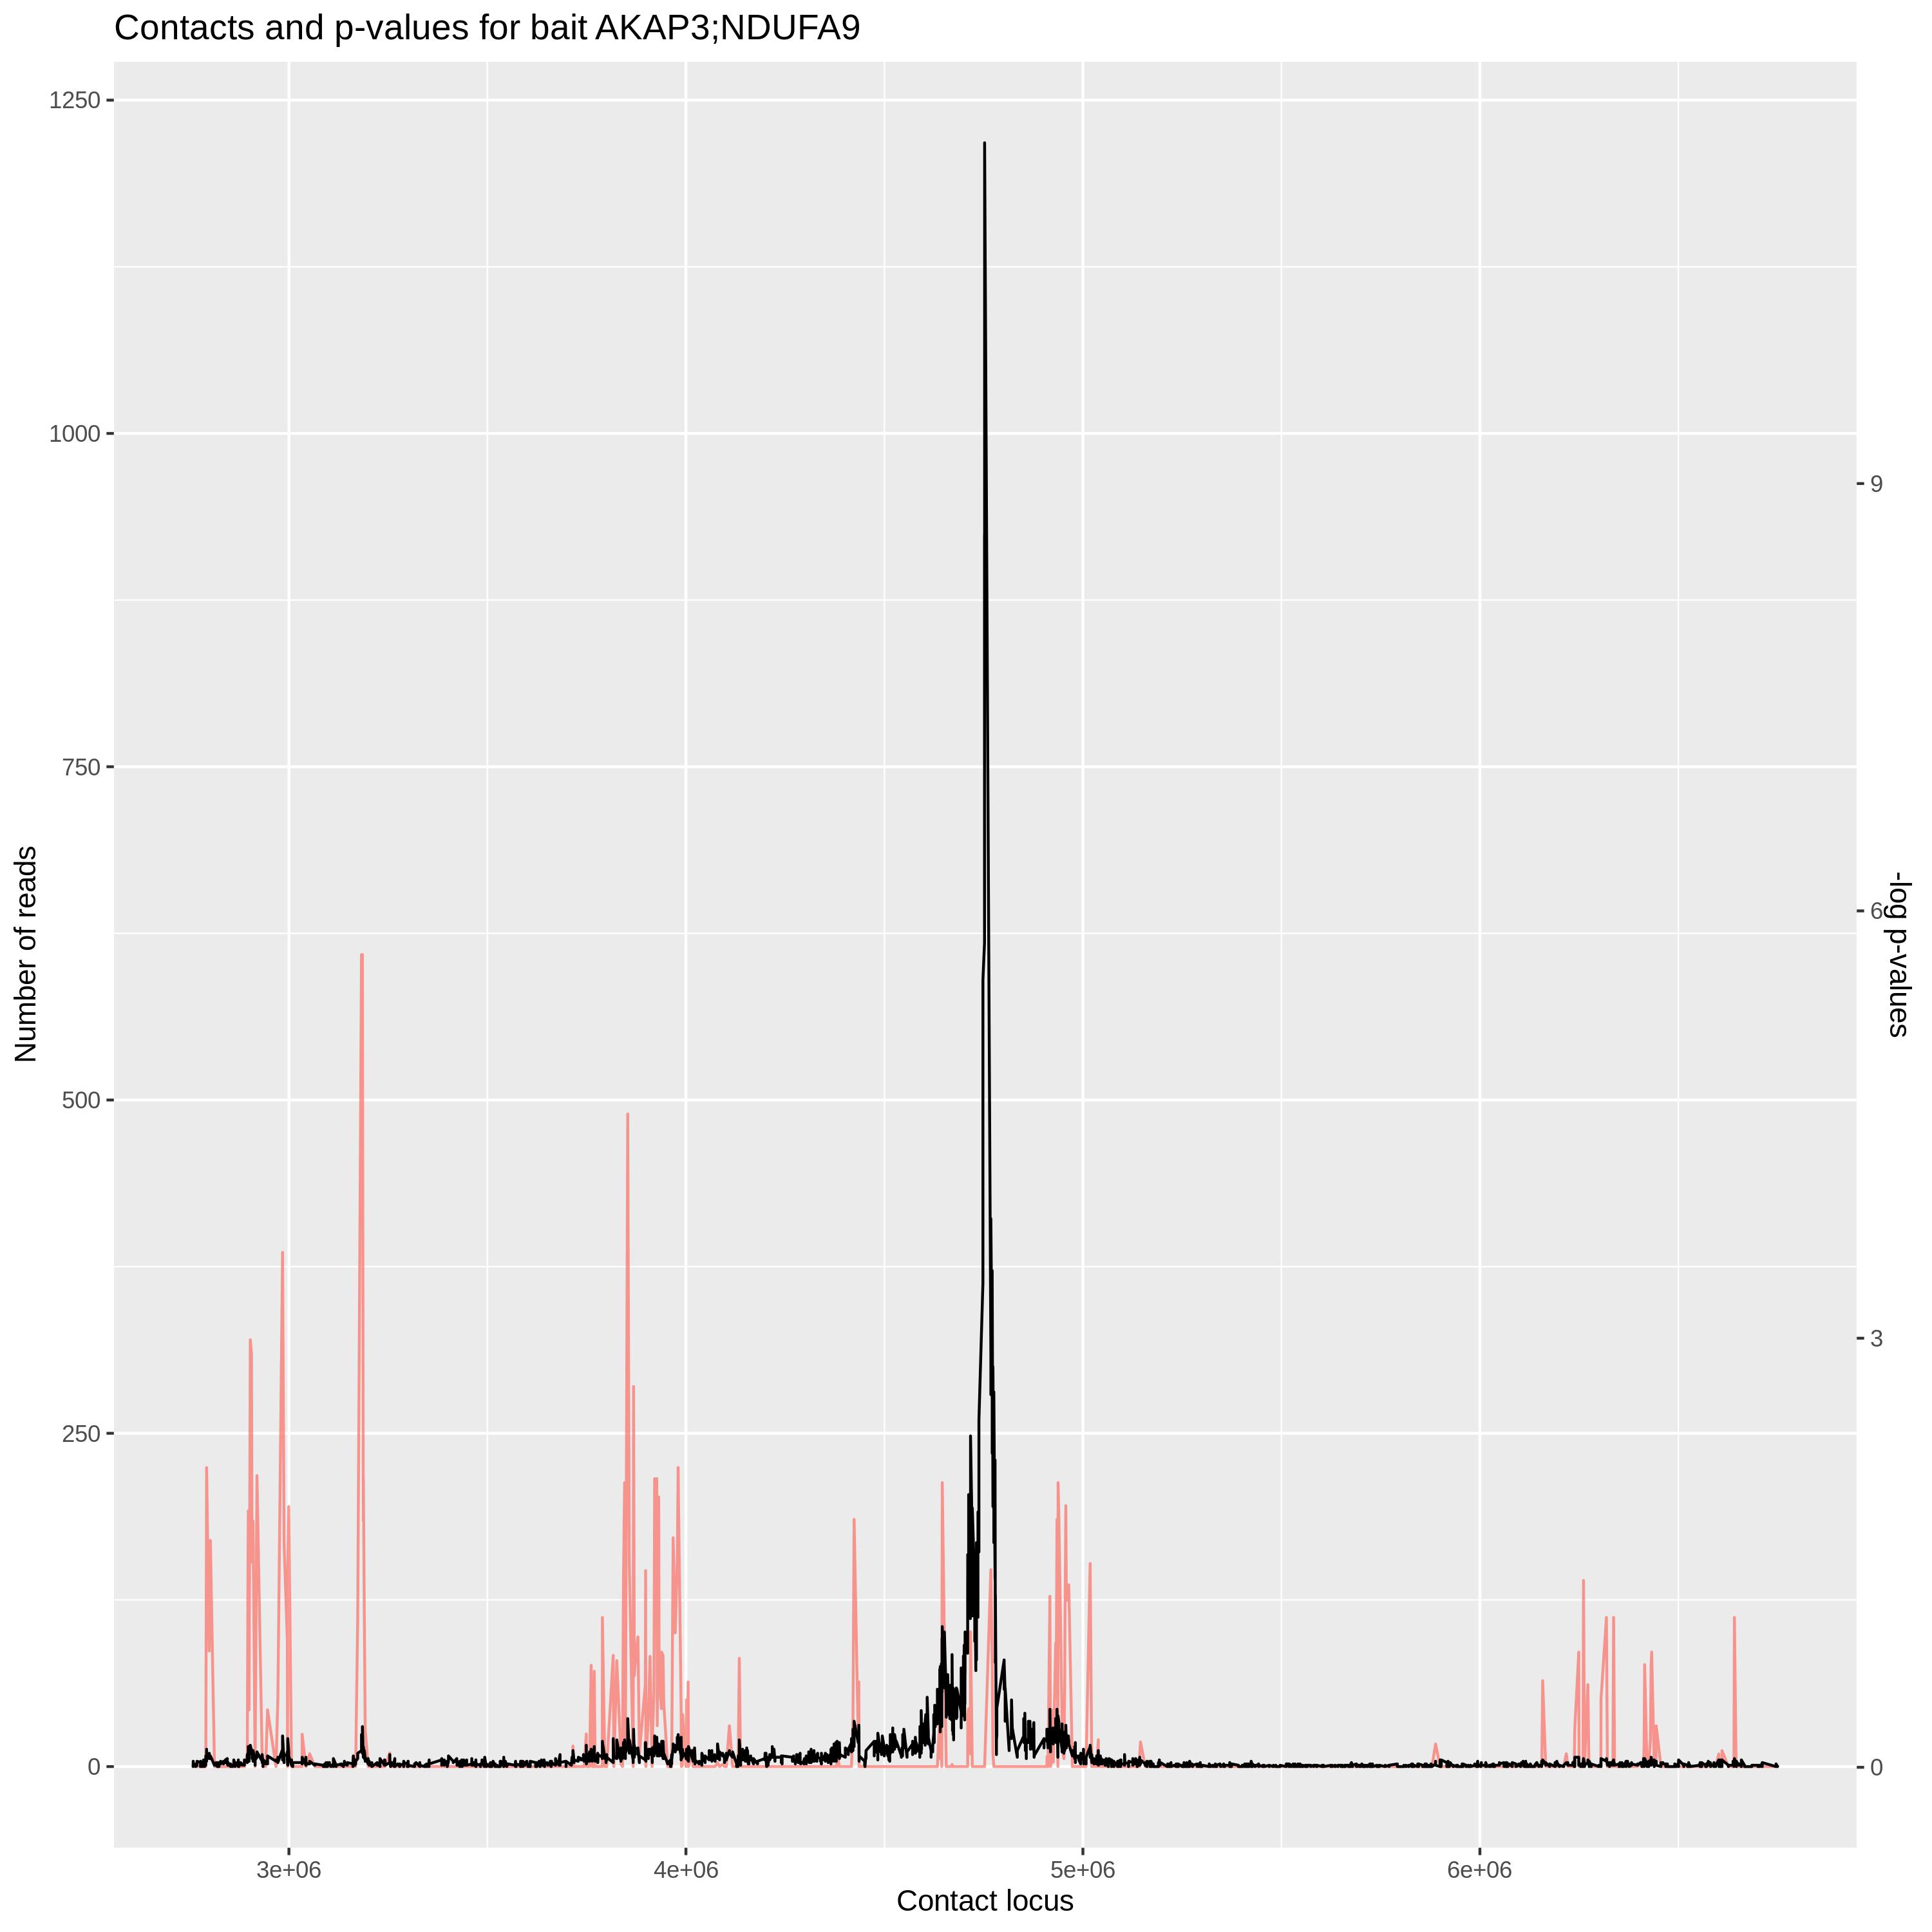 Contacts and p-values for bait AKAP3;NDUFA9
1250
1000
750
500
250
0
Number of reads
9
6
3
0
-log p-values
3e+06
4e+06
5e+06
6e+06
Contact locus